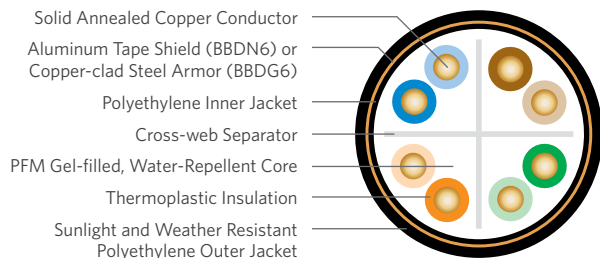 Solid Annealed Copper Conductor
Aluminum Tape Shield (BBDN6) or
Copper-clad Steel Armor (BBDG6)
Polyethylene Inner Jacket
Cross-web Separator
PFM Gel-filled, Water-Repellent Core
Thermoplastic Insulation
Sunlight and Weather Resistant
Polyethylene Outer Jacket